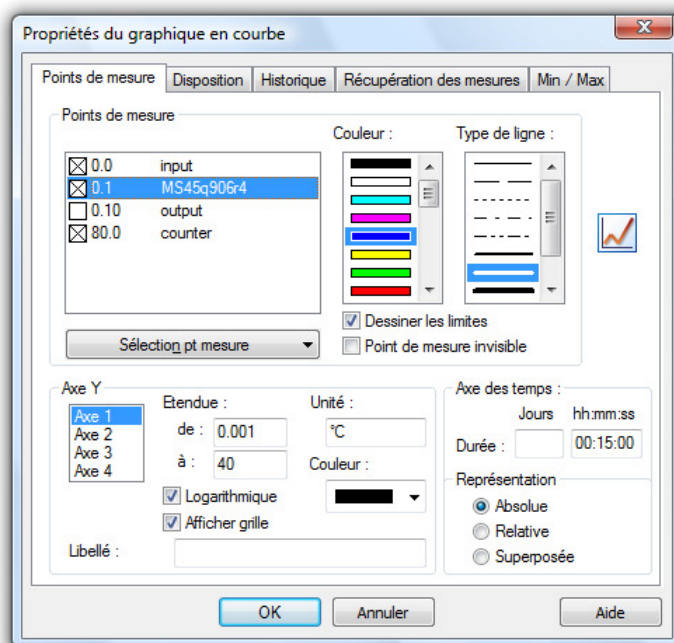 Propriétés du graphique en courbe
Points de mesure Disposition Historique Récupération des mesures Min / Max
Points de mesure
Couleur : Type de ligne :
0.0 input
0.1 MS45q906r4
0.10 output
80.0 counter
Dessiner les limites
Sélection pt mesure
Point de mesure invisible
Axe Y
Axe 1
Axe 2
Axe 3
Axe 4
Etendue : Unité :
de : 0.001 °C
à : 40 Couleur :
Logarithmique
Afficher grille
Libellé :
Axe des temps :
Jours hh:mm:ss
Durée : 00:15:00
Représentation
Absolue
Relative
Superposée
OK Annuler Aide